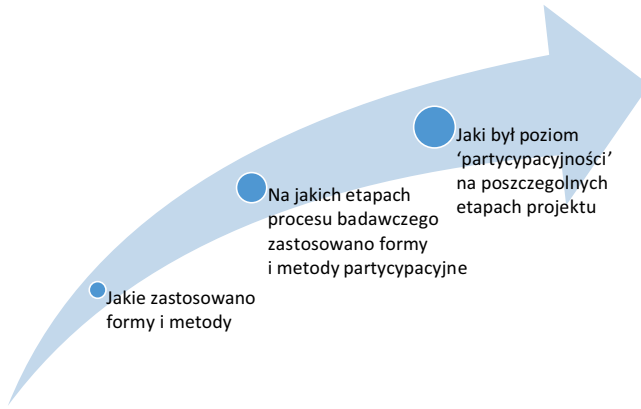 Jaki był poziom
‘partycypacyjności’
na poszczegolnych
etapach projektu
Na jakich etapach
procesu badawczego
zastosowano formy
i metody partycypacyjne
Jakie zastosowano
formy i metody